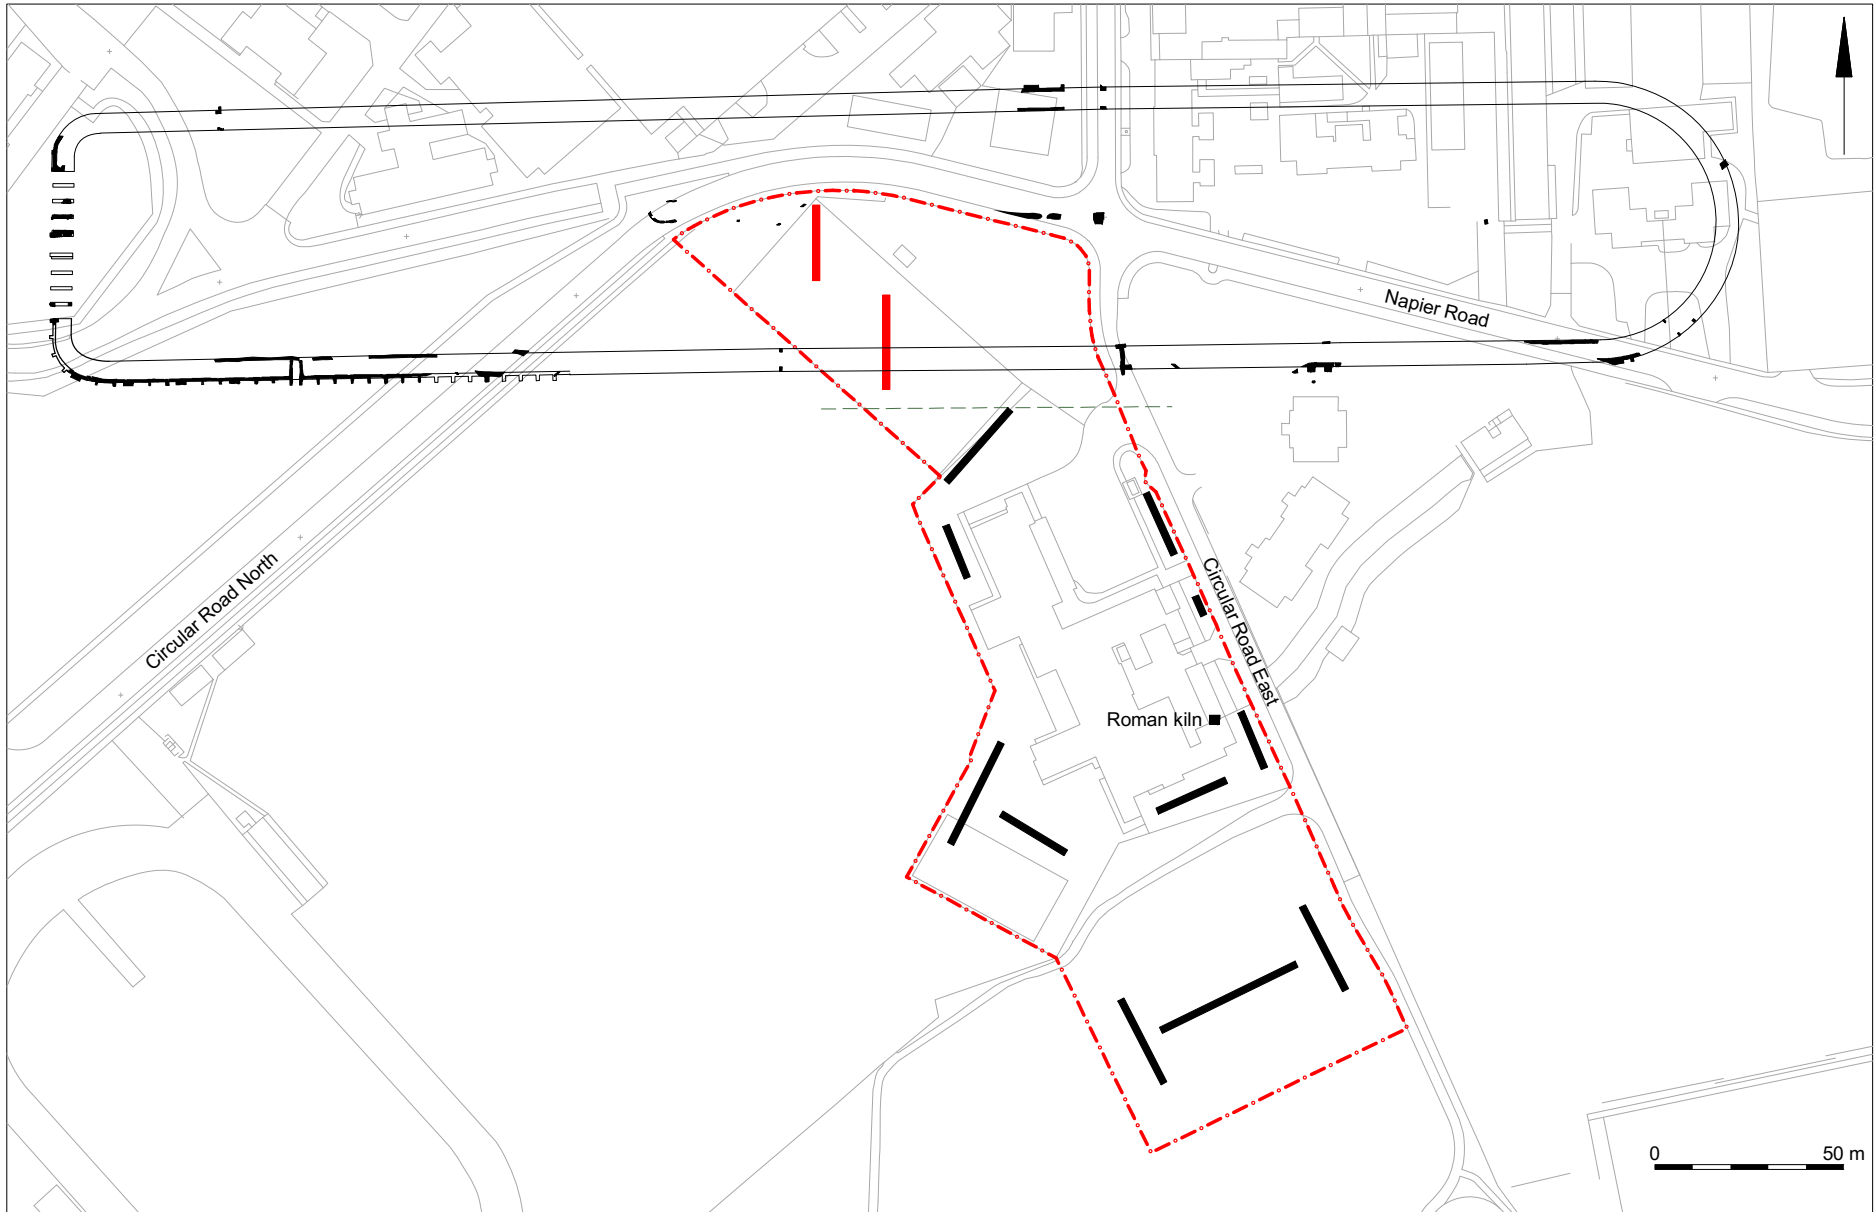 Napier Road
Circular Road North
Circular Road East
Roman kiln
0 50 m